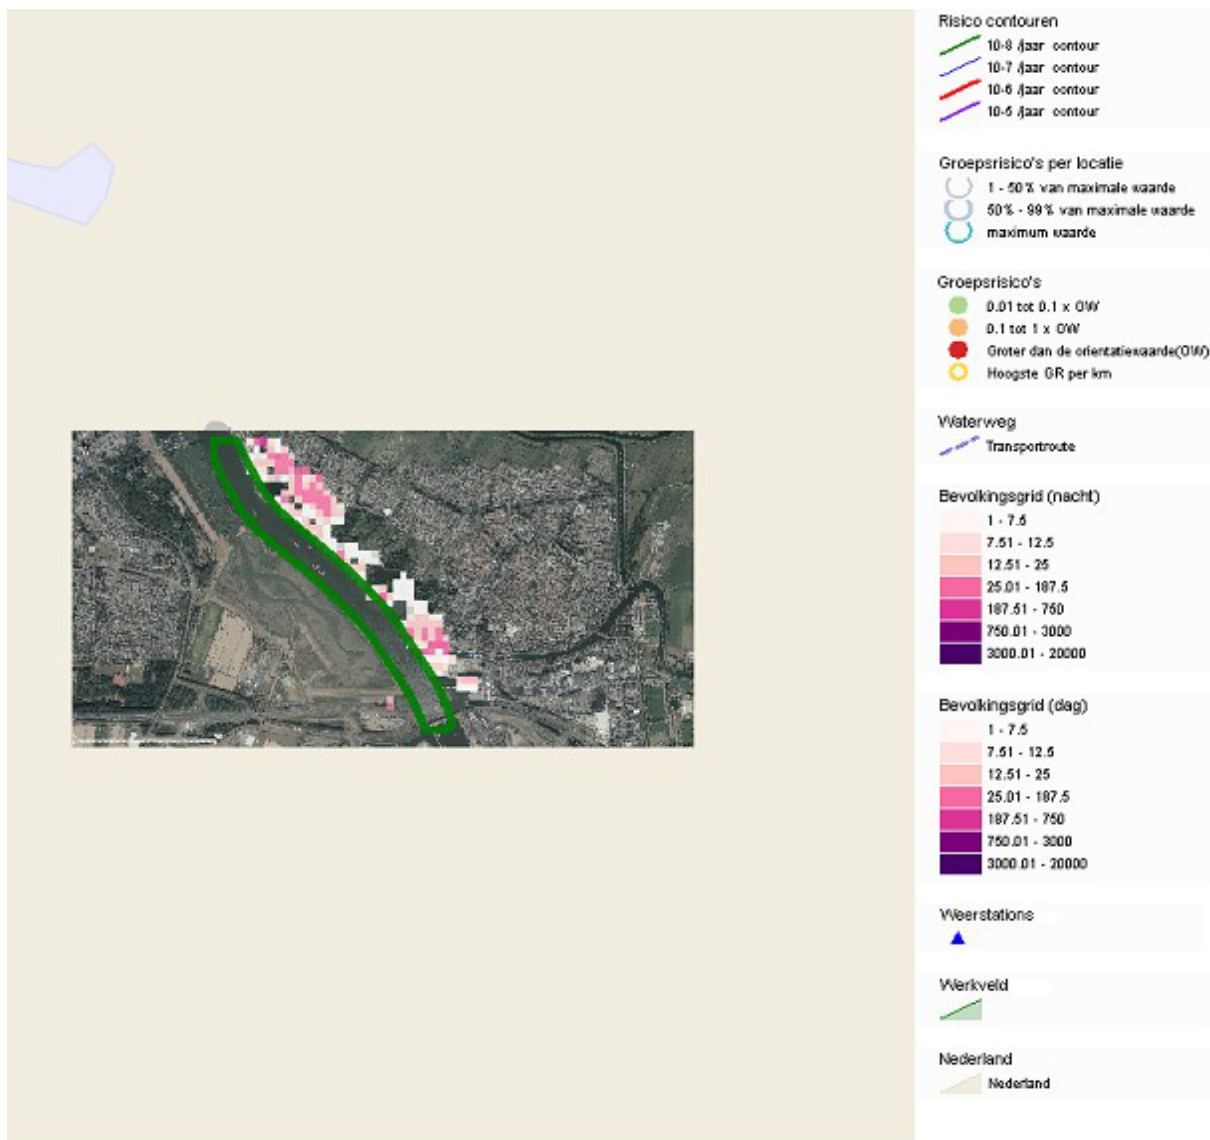 Risico contouren
10-8 /jaar contour
10-7 /jaar contour
10-6 /jaar contour
10-5 /jaar contour
Groepsrisico's per locatie
1 - 50% van maximale waarde
50% - 99% van maximale waarde
maximum waarde
Groepsrisico's
0.01 tot 0.1 x OW
0.1 tot 1 x OW
Groter dan de orientatiewaarde(OW)
Hoogste GR per km
Waterweg
Transportroute
Bevolkingsgrid (nacht)
1 - 7.5
7.51 - 12.5
12.51 - 25
25.01 - 187.5
187.51 - 750
750.01 - 3000
3000.01 - 20000
Bevolkingsgrid (dag)
1 - 7.5
7.51 - 12.5
12.51 - 25
25.01 - 187.5
187.51 - 750
750.01 - 3000
3000.01 - 20000
Weerstations
Werkveld
Nederland
Nederland